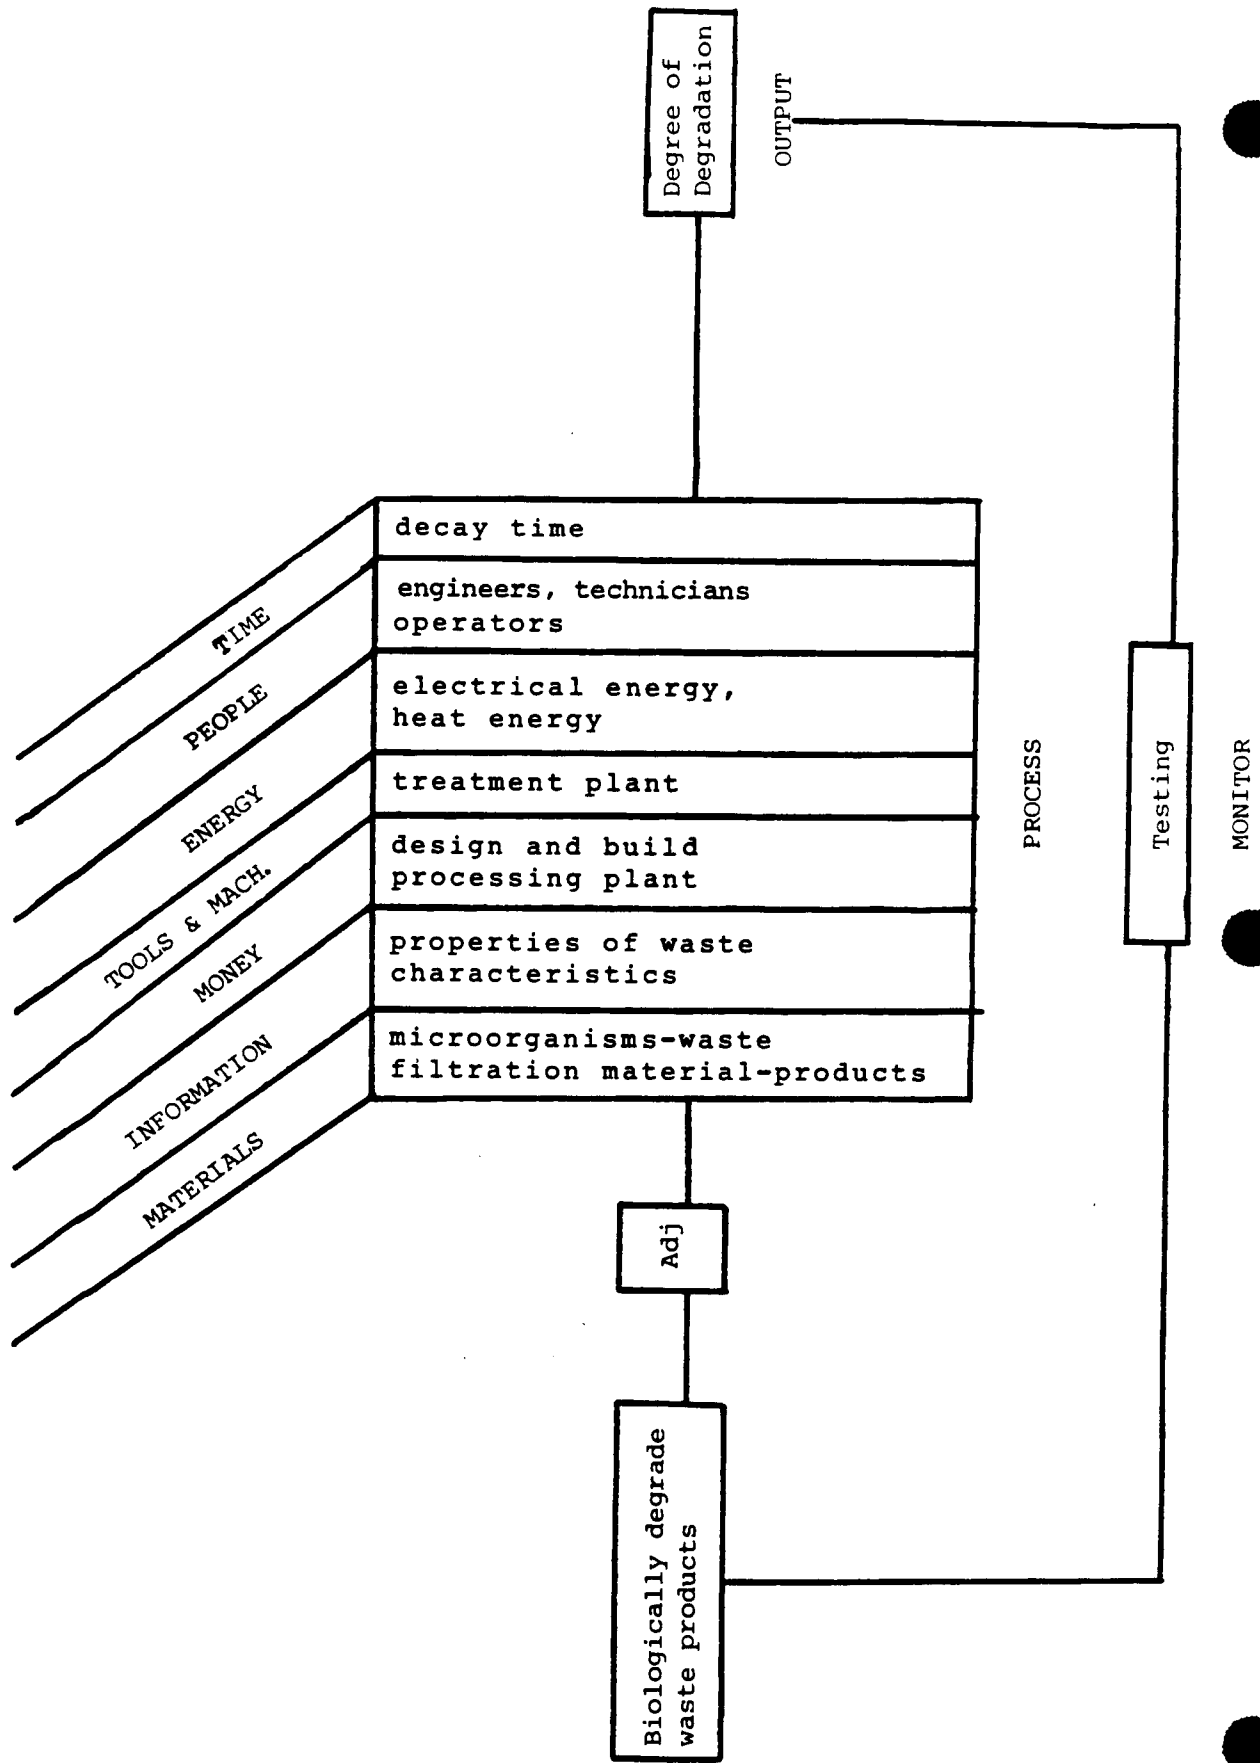 Degree of
Degradation
OUTPUT
TIME
PEOPLE
ENERGY
TOOLS & MACH.
MONEY
INFORMATION
MATERIALS
decay time
engineers, technicians
operators
electrical energy,
heat energy
treatment plant
design and build
processing plant
properties of waste
characteristics
microorganisms-waste
filtration material-products
PROCESS
Testing
MONITOR
Adj
Biologically degrade
waste products